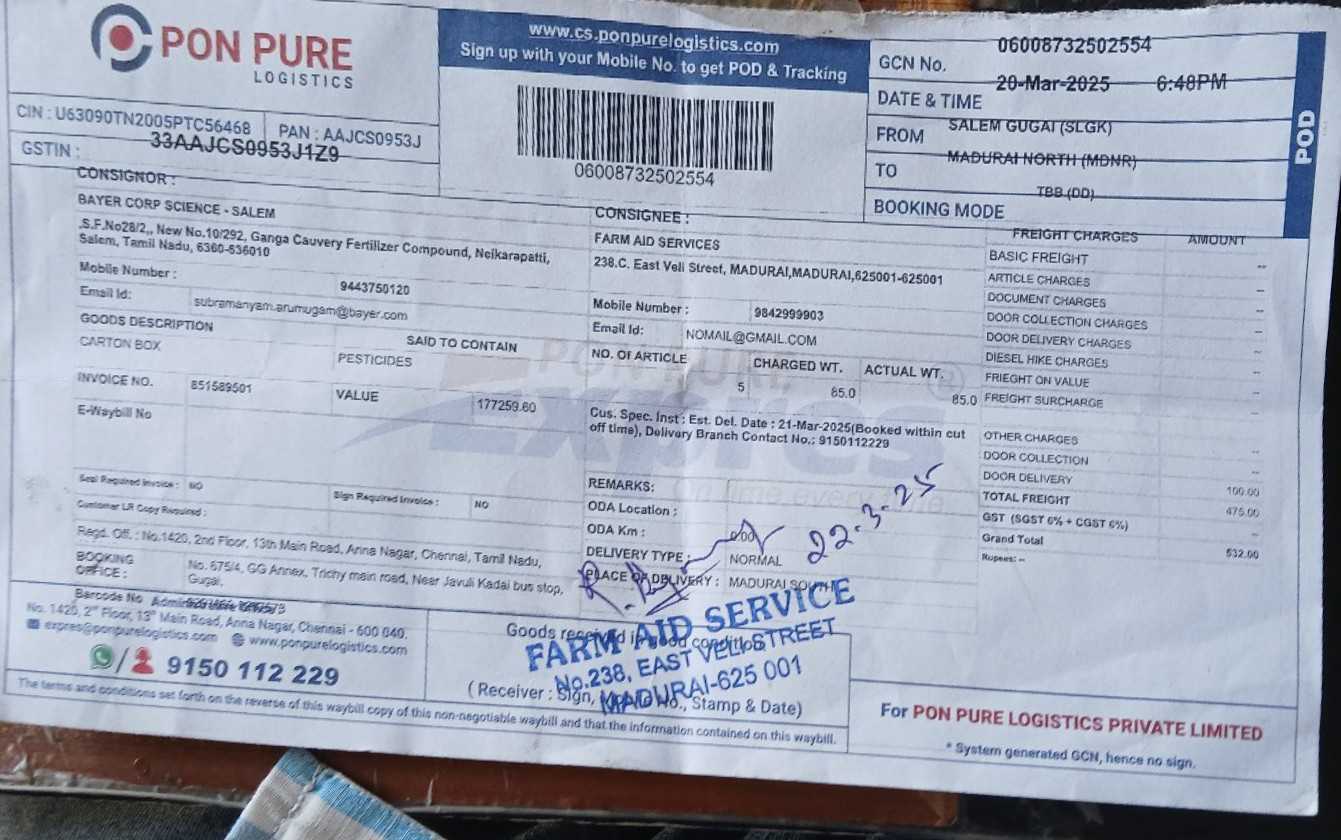 PON PURE
LOGISTICS
CIN : U63090TN2005PTC56468
PAN : AAJCS0953J
GSTIN : 33AAJCS0953J1Z9
www.cs.ponpurelogistics.com
Sign up with your Mobile No. to get POD & Tracking
06008732502554
GCN No. 06008732502554
DATE & TIME 20-Mar-2025 6:48PM
FROM SALEM GUGAI (SLGK)
TO MADURAI NORTH (MDNR)
BOOKING MODE TBB (DD)
POD
CONSIGNOR :
BAYER CORP SCIENCE - SALEM
.S.F.No28/2,, New No.10/292, Ganga Cauvery Fertilizer Compound, Neikarapatti,
Salem, Tamil Nadu, 6360-636010
Mobile Number : 9443750120
Email Id: subramanyam.arumugam@bayer.com
GOODS DESCRIPTION SAID TO CONTAIN
CARTON BOX PESTICIDES
INVOICE NO. 851589501 VALUE 177259.60
E-Waybill No
Seal Required Invoice : NO Sign Required Invoice : NO
Customer LR Copy Required :
Regd. Off. : No.1420, 2nd Floor, 13th Main Road, Anna Nagar, Chennai, Tamil Nadu,
BOOKING OFFICE : No. 675/4, GG Annex, Trichy main road, Near Javuli Kadai bus stop,
Gugai,
Barcode No
CONSIGNEE :
FARM AID SERVICES
238.C. East Veli Street, MADURAI,MADURAI,625001-625001
Mobile Number : 9842999903
Email Id: NOMAIL@GMAIL.COM
NO. OF ARTICLE CHARGED WT. ACTUAL WT.
5 85.0 85.0
Cus. Spec. Inst : Est. Del. Date : 21-Mar-2025(Booked within cut
off time), Delivery Branch Contact No.: 9150112229
REMARKS:
ODA Location :
ODA Km :
DELIVERY TYPE : NORMAL
PLACE OF DELIVERY : MADURAI SOUTH
22-3-25
FREIGHT CHARGES AMOUNT
BASIC FREIGHT --
ARTICLE CHARGES --
DOCUMENT CHARGES
DOOR COLLECTION CHARGES --
DOOR DELIVERY CHARGES --
DIESEL HIKE CHARGES --
FRIEGHT ON VALUE --
FREIGHT SURCHARGE --
OTHER CHARGES --
DOOR COLLECTION --
DOOR DELIVERY 100.00
TOTAL FREIGHT 475.00
GST (SGST 6% + CGST 6%) --
Grand Total 532.00
Rupees: --
PON PURE
Expres
On time every time
Administrative Office
No. 1420, 2nd Floor, 13th Main Road, Anna Nagar, Chennai - 600 040.
expres@ponpurelogistics.com www.ponpurelogistics.com
9150 112 229
Goods received in good condition
(Receiver : Sign, Stamp & Date)
FARM AID SERVICE
No.238, EAST VELI STREET
MADURAI-625 001
The terms and conditions set forth on the reverse of this waybill copy of this non-negotiable waybill and that the information contained on this waybill.
For PON PURE LOGISTICS PRIVATE LIMITED
* System generated GCN, hence no sign.